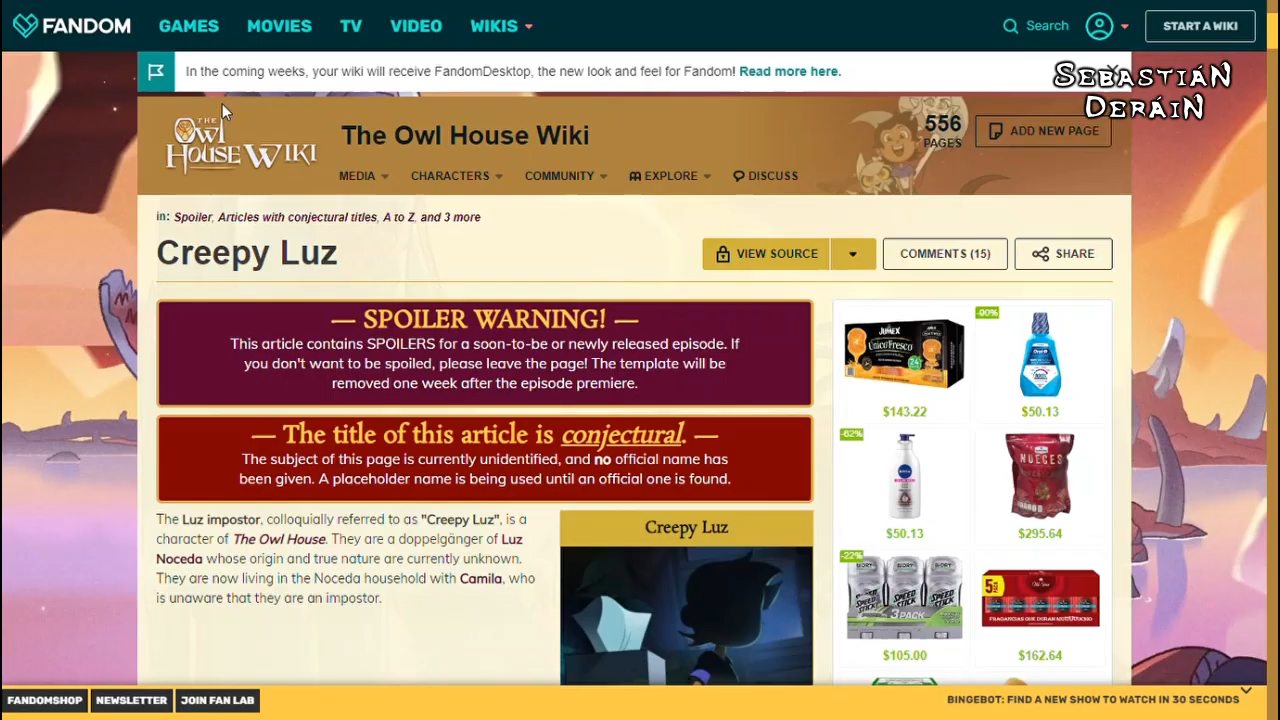 FANDOM GAMES MOVIES TV VIDEO WIKIS Search START A WIKI
In the coming weeks, your wiki will receive FandomDesktop, the new look and feel for Fandom! Read more here.
SEBASTIÁN
DERÁIN
THE
OWL
HOUSE WIKI
The Owl House Wiki
556
PAGES
ADD NEW PAGE
MEDIA CHARACTERS COMMUNITY EXPLORE DISCUSS
in: Spoiler, Articles with conjectural titles, A to Z, and 3 more
Creepy Luz
VIEW SOURCE COMMENTS (15) SHARE
— SPOILER WARNING! —
This article contains SPOILERS for a soon-to-be or newly released episode. If
you don't want to be spoiled, please leave the page! The template will be
removed one week after the episode premiere.
— The title of this article is conjectural. —
The subject of this page is currently unidentified, and no official name has
been given. A placeholder name is being used until an official one is found.
The Luz impostor, colloquially referred to as "Creepy Luz", is a
character of The Owl House. They are a doppelgänger of Luz
Noceda whose origin and true nature are currently unknown.
They are now living in the Noceda household with Camila, who
is unaware that they are an impostor.
Creepy Luz
JUMEX
UnicoFresco
24
$143.22
-90%
Oral-B
$50.13
-62%
NIVEA
$50.13
NUECES
$295.64
-22%
SPEED STICK
3 PACK
$105.00
5
Old Spice
$162.64
FANDOMSHOP NEWSLETTER JOIN FAN LAB
BINGEBOT: FIND A NEW SHOW TO WATCH IN 30 SECONDS